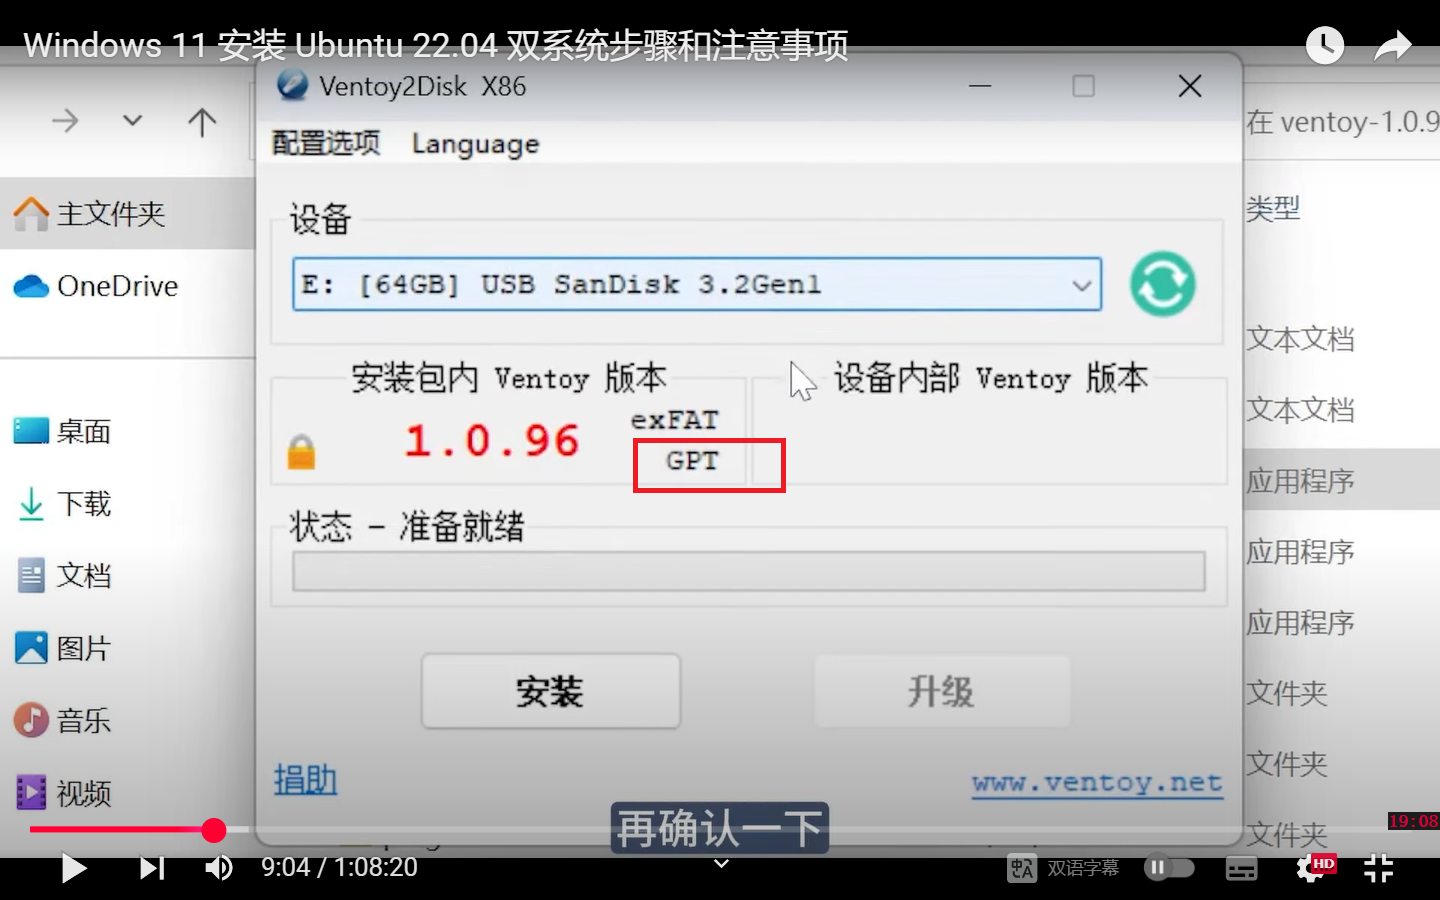 Windows 11 安装 Ubuntu 22.04 双系统步骤和注意事项
Ventoy2Disk X86
配置选项 Language
在 ventoy-1.0.9
主文件夹
OneDrive
桌面
下载
文档
图片
音乐
视频
设备
E: [64GB] USB SanDisk 3.2Gen1
安装包内 Ventoy 版本
1.0.96
exFAT
GPT
设备内部 Ventoy 版本
状态 - 准备就绪
安装
升级
捐助
www.ventoy.net
类型
文本文档
文本文档
应用程序
应用程序
应用程序
文件夹
文件夹
文件夹
再确认一下
19:08
9:04 / 1:08:20
双语字幕
HD